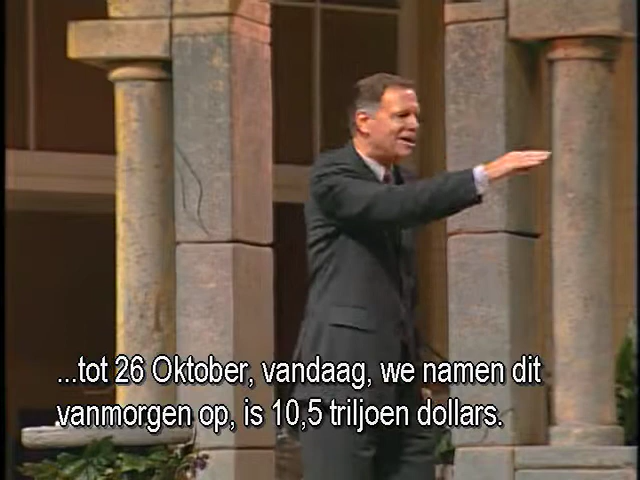 ...tot 26 Oktober, vandaag, we namen dit
vanmorgen op, is 10,5 triljoen dollars.